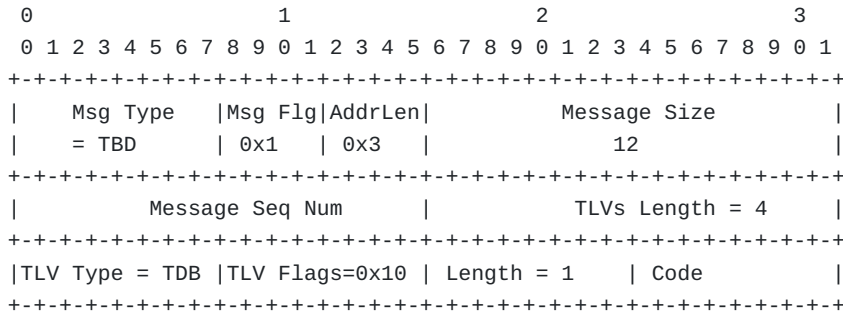 0                   1                   2                   3
 0 1 2 3 4 5 6 7 8 9 0 1 2 3 4 5 6 7 8 9 0 1 2 3 4 5 6 7 8 9 0 1
+-+-+-+-+-+-+-+-+-+-+-+-+-+-+-+-+-+-+-+-+-+-+-+-+-+-+-+-+-+-+-+-+
|    Msg Type   |Msg Flg|AddrLen|          Message Size         |
|    = TBD      | 0x1   | 0x3   |              12               |
+-+-+-+-+-+-+-+-+-+-+-+-+-+-+-+-+-+-+-+-+-+-+-+-+-+-+-+-+-+-+-+-+
|          Message Seq Num      |           TLVs Length = 4     |
+-+-+-+-+-+-+-+-+-+-+-+-+-+-+-+-+-+-+-+-+-+-+-+-+-+-+-+-+-+-+-+-+
|TLV Type = TDB |TLV Flags=0x10 | Length = 1    | Code          |
+-+-+-+-+-+-+-+-+-+-+-+-+-+-+-+-+-+-+-+-+-+-+-+-+-+-+-+-+-+-+-+-+